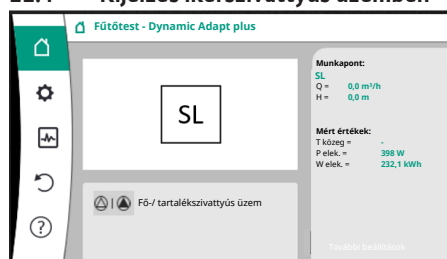 Fűtőtest - Dynamic Adapt plus
SL
Fő-/ tartalékszivattyús üzem
Munkapont:
SL
Q = 0,0 m³/h
H = 0,0 m
Mért értékek:
T közeg = -
P elek. = 398 W
W elek. = 232,1 kWh
További beállítások